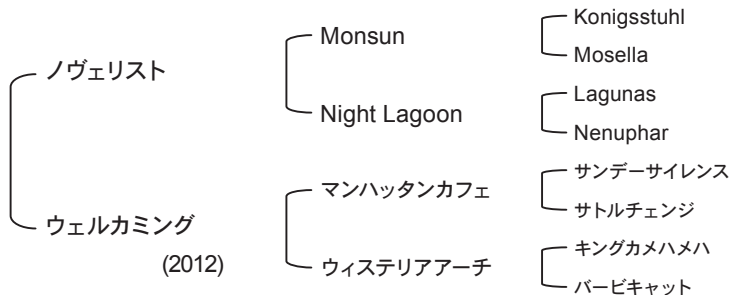 Konigsstuhl
Monsun
Mosella
ノヴェリスト
Lagunas
Night Lagoon
Nenuphar
サンデーサイレンス
マンハッタンカフェ
サトルチェンジ
ウェルカミング
(2012)
キングカメハメハ
ウィステリアアーチ
バービキャット